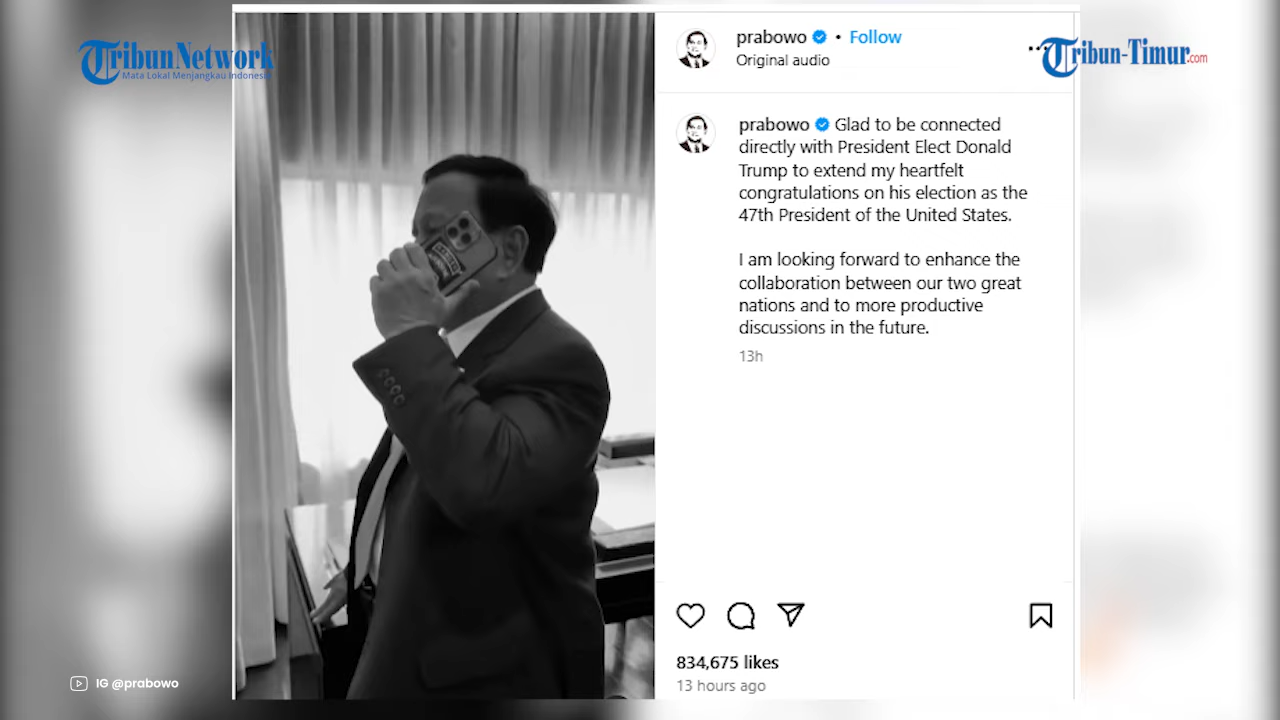 TribunNetwork
Mata Lokal Menjangkau Indonesia
prabowo • Follow
Original audio
Tribun-Timur.com
prabowo Glad to be connected
directly with President Elect Donald
Trump to extend my heartfelt
congratulations on his election as the
47th President of the United States.
I am looking forward to enhance the
collaboration between our two great
nations and to more productive
discussions in the future.
13h
834,675 likes
13 hours ago
IG @prabowo